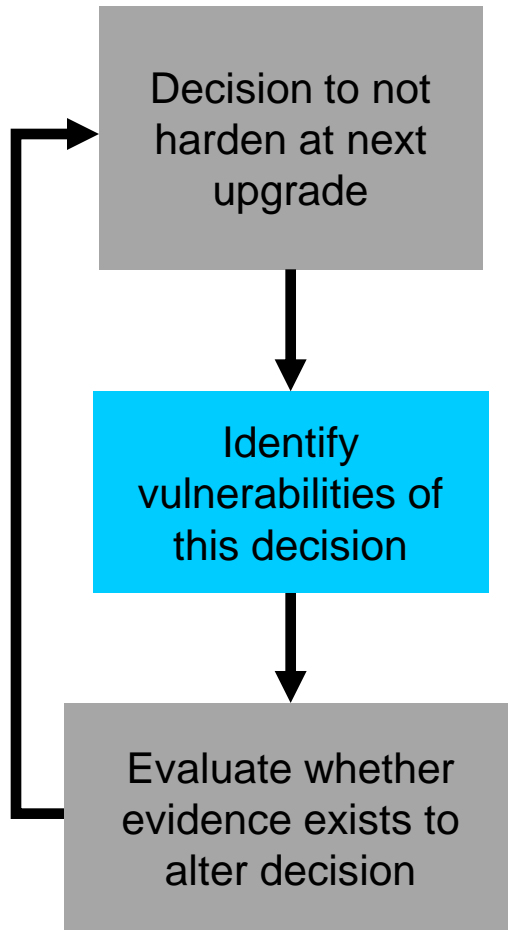 Decision to not
harden at next
upgrade
Identify
vulnerabilities of
this decision
Evaluate whether
evidence exists to
alter decision